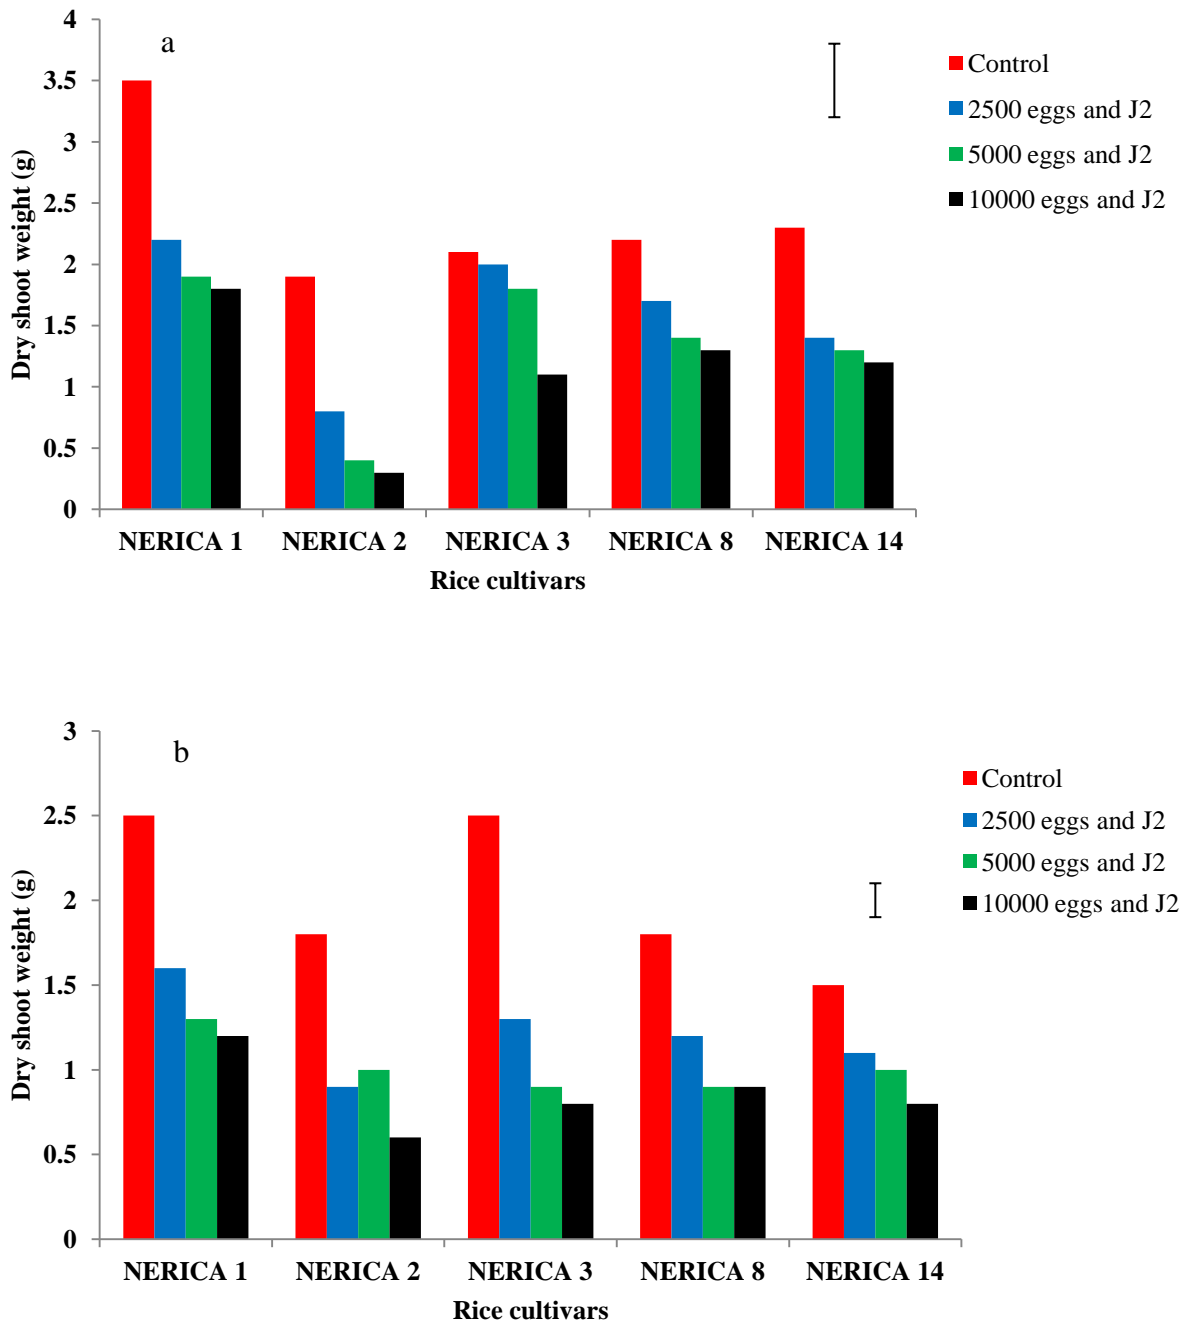 a
4
3.5
3
2.5
2
1.5
1
0.5
0
Dry shoot weight (g)
NERICA 1 NERICA 2 NERICA 3 NERICA 8 NERICA 14
Rice cultivars
Control
2500 eggs and J2
5000 eggs and J2
10000 eggs and J2
b
3
2.5
2
1.5
1
0.5
0
Dry shoot weight (g)
NERICA 1 NERICA 2 NERICA 3 NERICA 8 NERICA 14
Rice cultivars
Control
2500 eggs and J2
5000 eggs and J2
10000 eggs and J2